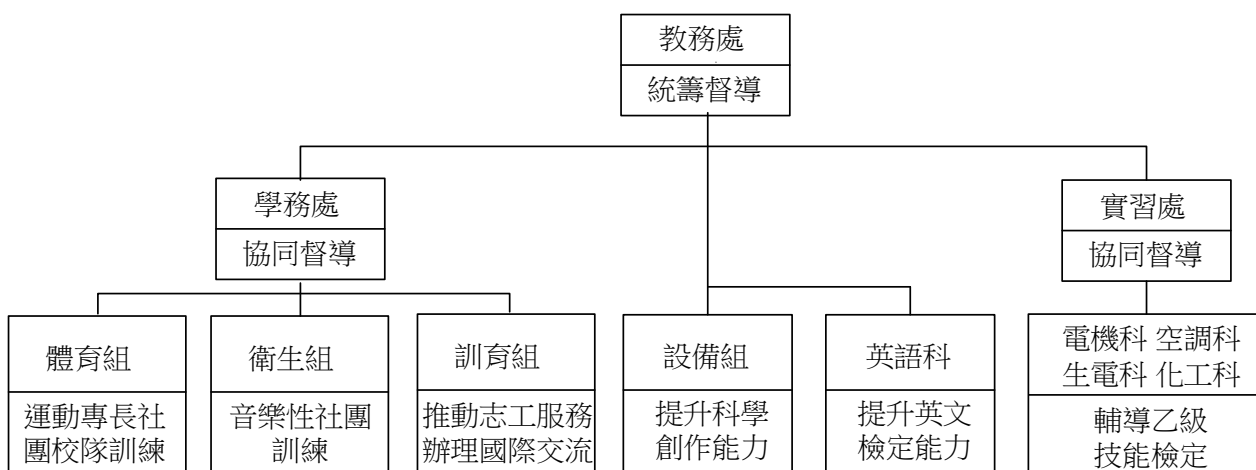 教務處
統籌督導
學務處
協同督導
實習處
協同督導
體育組
運動專長社
團校隊訓練
衛生組
音樂性社團
訓練
訓育組
推動志工服務
辦理國際交流
設備組
提升科學
創作能力
英語科
提升英文
檢定能力
電機科 空調科
生電科 化工科
輔導乙級
技能檢定